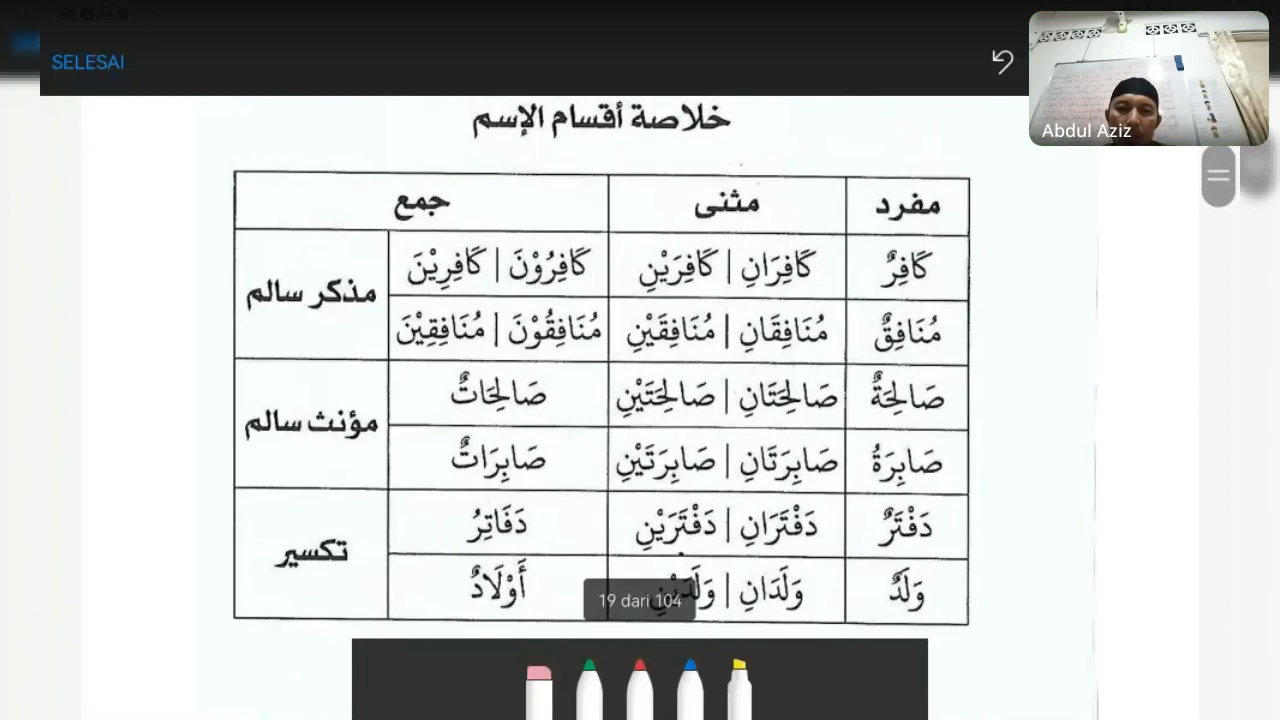 SELESAI
Abdul Aziz
خلاصة أقسام الإسم
مفرد مثنى جمع
كَافِرٌ كَافِرَانِ | كَافِرَيْنِ كَافِرُوْنَ | كَافِرِيْنَ مذكر سالم
مُنَافِقٌ مُنَافِقَانِ | مُنَافِقَيْنِ مُنَافِقُوْنَ | مُنَافِقِيْنَ
صَالِحَةٌ صَالِحَتَانِ | صَالِحَتَيْنِ صَالِحَاتٌ مؤنث سالم
صَابِرَةُ صَابِرَتَانِ | صَابِرَتَيْنِ صَابِرَاتٌ
دَفْتَرٌ دَفْتَرَانِ | دَفْتَرَيْنِ دَفَاتِرُ تكسير
وَلَدٌ وَلَدَانِ | وَلَدَيْنِ أَوْلَادٌ
19 dari 104